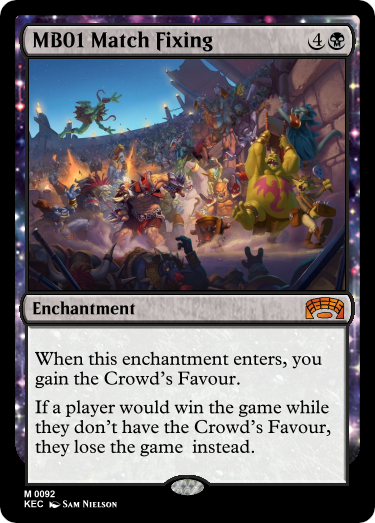 MB01 Match Fixing 4
Enchantment
When this enchantment enters, you
gain the Crowd's Favour.
If a player would win the game while
they don't have the Crowd's Favour,
they lose the game instead.
M 0092
KEC Sam Nielson